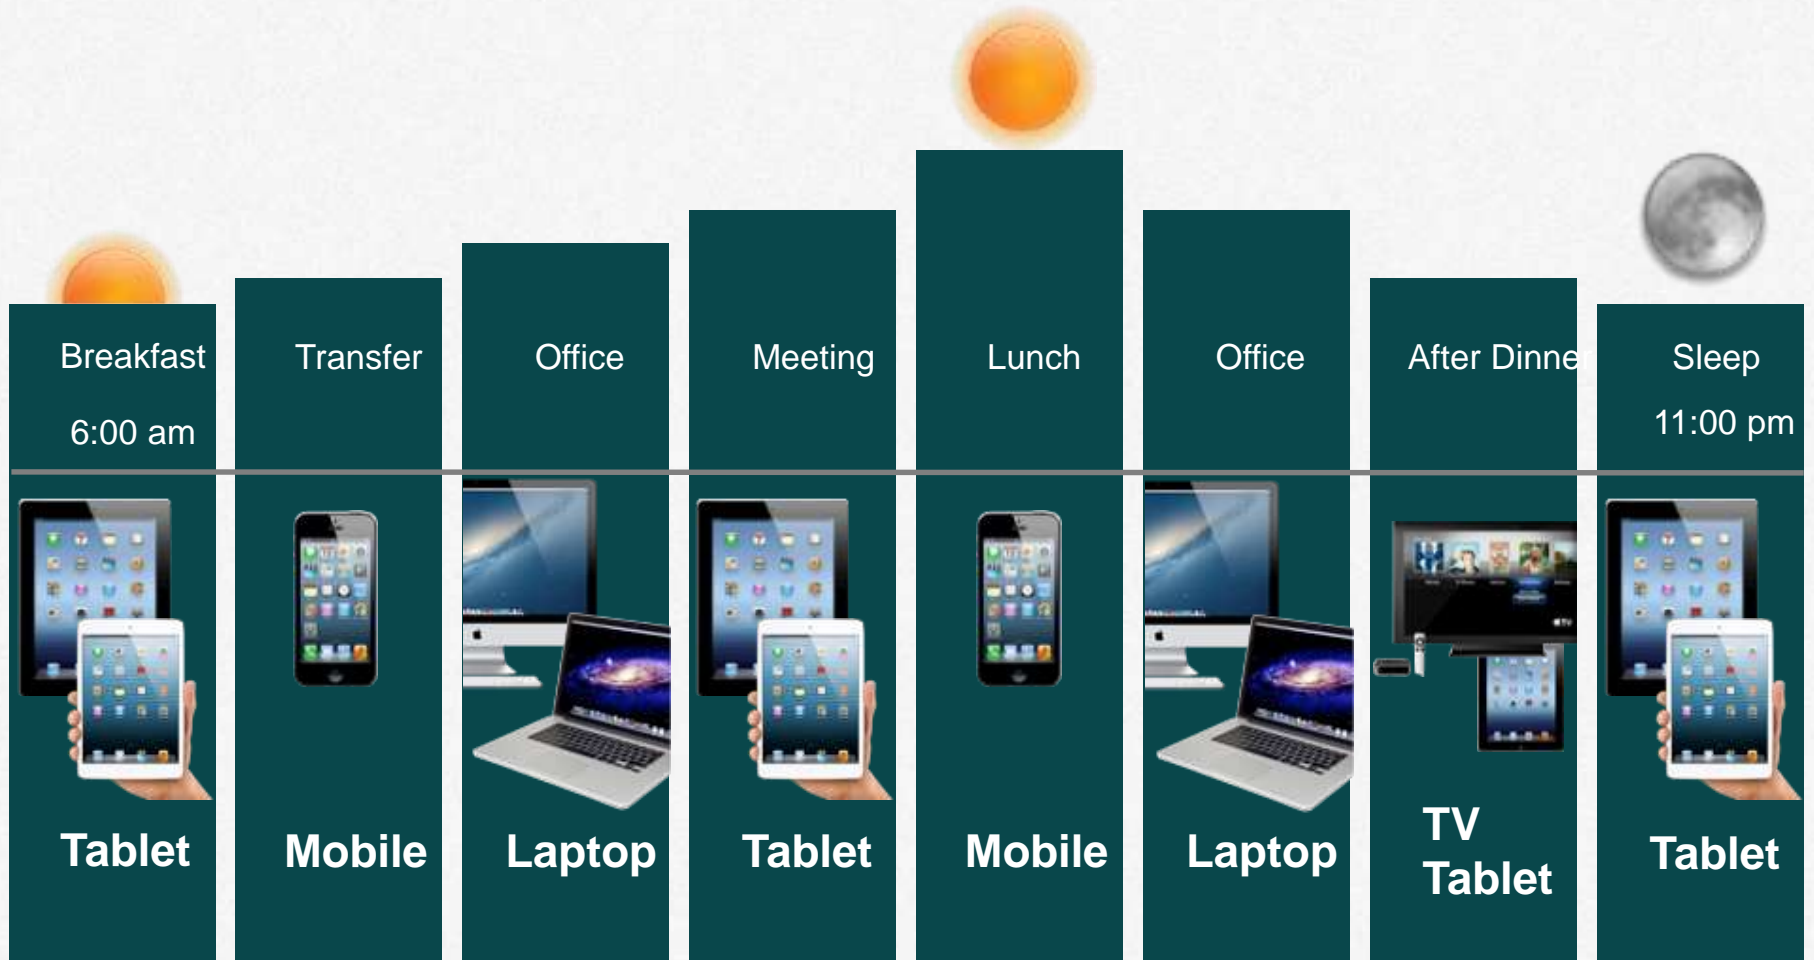 Breakfast
6:00 am
Transfer
Office
Meeting
Lunch
Office
After Dinner
Sleep
11:00 pm
Tablet
Mobile
Laptop
Tablet
Mobile
Laptop
TV
Tablet
Tablet